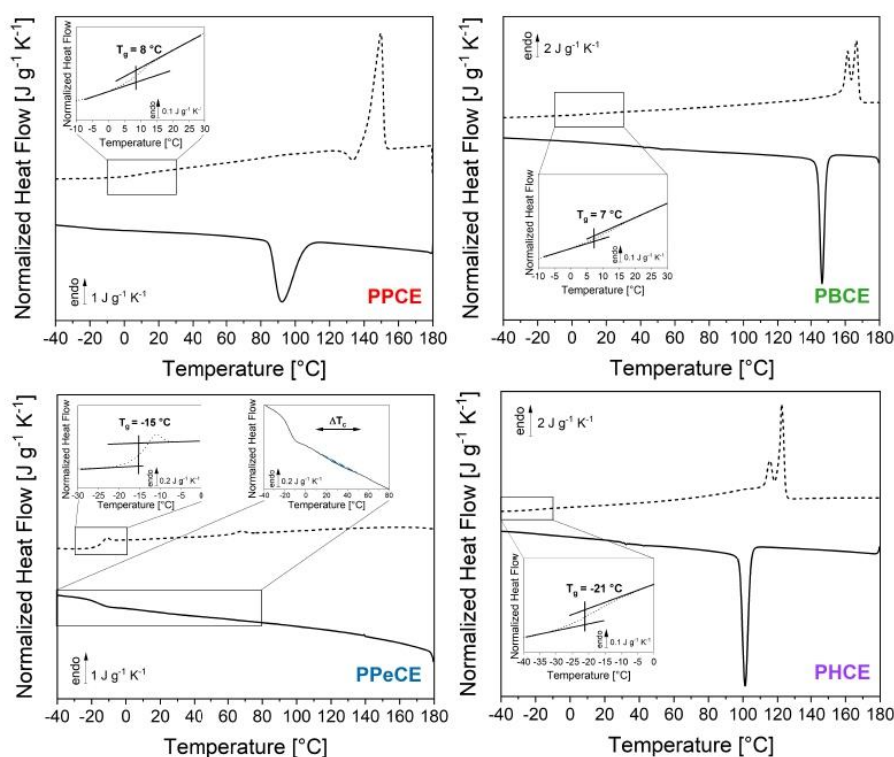 Normalized Heat Flow [J g⁻¹ K⁻¹]
Normalized Heat Flow
T_g = 8 °C
endo
0.1 J g⁻¹ K⁻¹
-10 -5 0 5 10 15 20 25 30
Temperature [°C]
endo
1 J g⁻¹ K⁻¹
PPCE
-40 -20 0 20 40 60 80 100 120 140 160 180
Temperature [°C]
Normalized Heat Flow [J g⁻¹ K⁻¹]
endo
2 J g⁻¹ K⁻¹
Normalized Heat Flow
T_g = 7 °C
endo
0.1 J g⁻¹ K⁻¹
-10 -5 0 5 10 15 20 25 30
Temperature [°C]
PBCE
-40 -20 0 20 40 60 80 100 120 140 160 180
Temperature [°C]
Normalized Heat Flow [J g⁻¹ K⁻¹]
Normalized Heat Flow
T_g = -15 °C
endo
0.2 J g⁻¹ K⁻¹
-30 -25 -20 -15 -10 -5 0
Temperature [°C]
Normalized Heat Flow
ΔT_c
endo
0.2 J g⁻¹ K⁻¹
-40 -20 0 20 40 60 80
Temperature [°C]
endo
1 J g⁻¹ K⁻¹
PPeCE
-40 -20 0 20 40 60 80 100 120 140 160 180
Temperature [°C]
Normalized Heat Flow [J g⁻¹ K⁻¹]
endo
2 J g⁻¹ K⁻¹
Normalized Heat Flow
T_g = -21 °C
endo
0.1 J g⁻¹ K⁻¹
-40 -35 -30 -25 -20 -15 -10 -5 0
Temperature [°C]
PHCE
-40 -20 0 20 40 60 80 100 120 140 160 180
Temperature [°C]